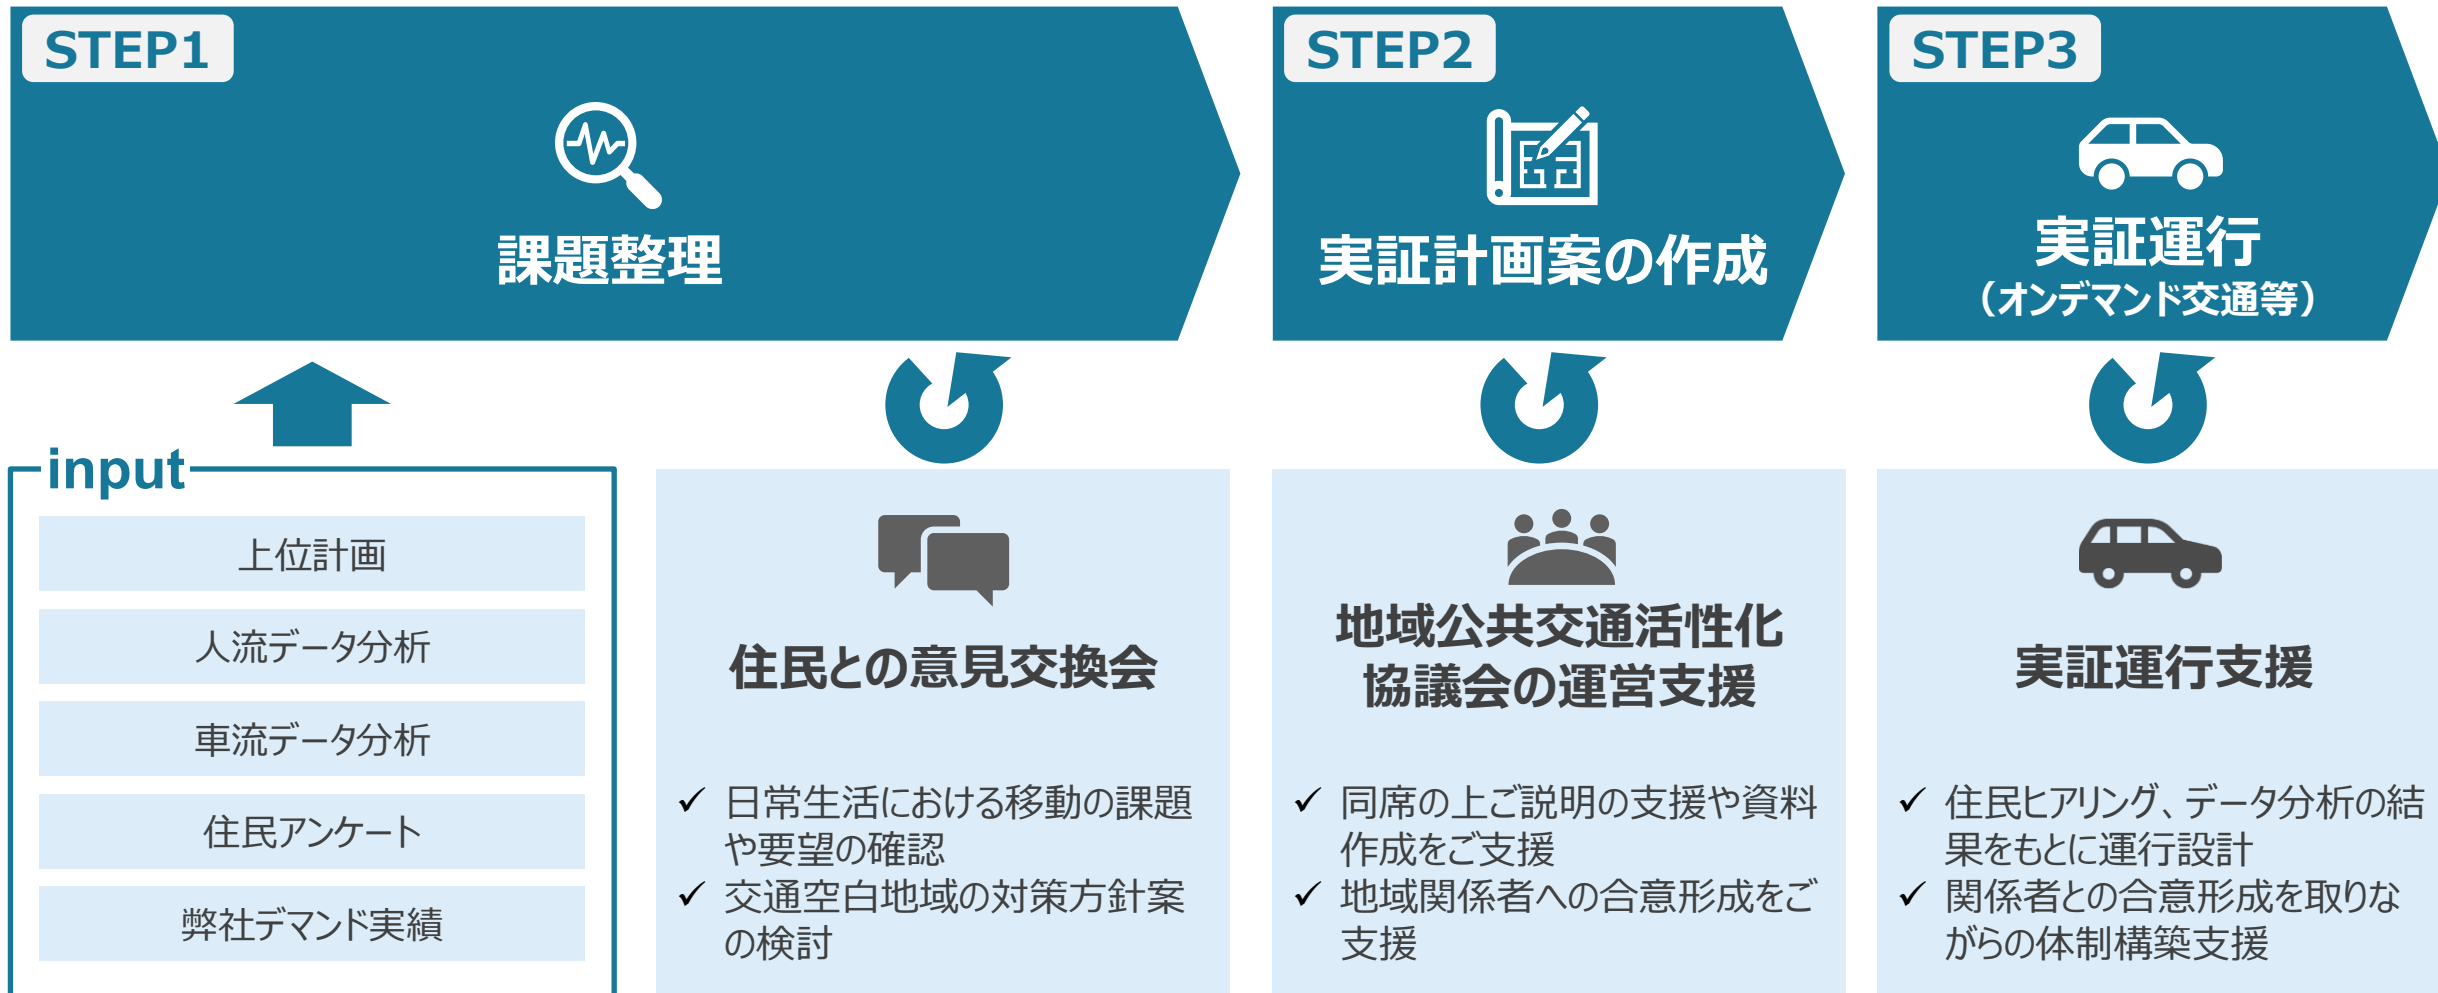 STEP1
課題整理
STEP2
実証計画案の作成
STEP3
実証運行
（オンデマンド交通等）
input
上位計画
人流データ分析
車流データ分析
住民アンケート
弊社デマンド実績
住民との意見交換会
✓ 日常生活における移動の課題
や要望の確認
✓ 交通空白地域の対策方針案
の検討
地域公共交通活性化
協議会の運営支援
✓ 同席の上ご説明の支援や資料
作成をご支援
✓ 地域関係者への合意形成をご
支援
実証運行支援
✓ 住民ヒアリング、データ分析の結
果をもとに運行設計
✓ 関係者との合意形成を取りな
がらの体制構築支援